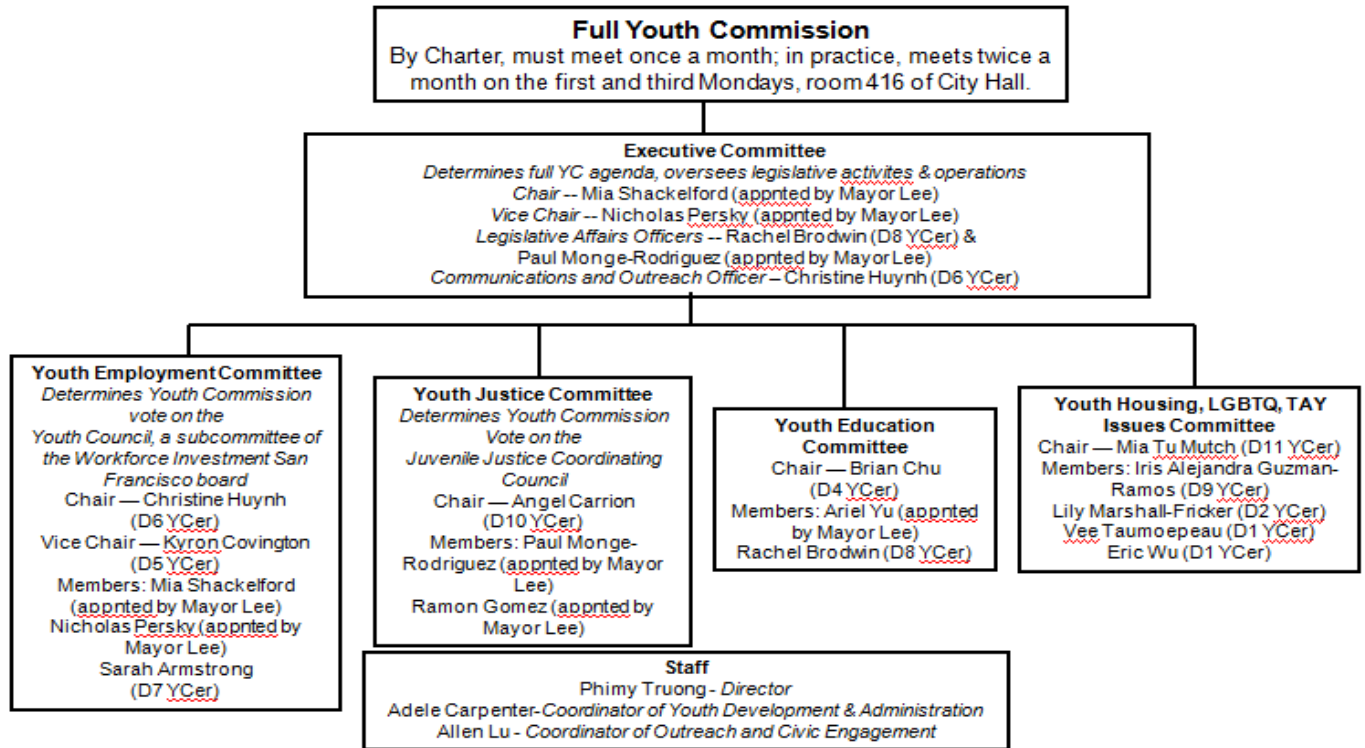 Full Youth Commission
By Charter, must meet once a month; in practice, meets twice a
month on the first and third Mondays, room 416 of City Hall.
Executive Committee
Determines full YC agenda, oversees legislative activites & operations
Chair -- Mia Shackelford (appnted by Mayor Lee)
Vice Chair -- Nicholas Persky (appnted by Mayor Lee)
Legislative Affairs Officers -- Rachel Brodwin (D8 YCer) &
Paul Monge-Rodriguez (appnted by Mayor Lee)
Communications and Outreach Officer – Christine Huynh (D6 YCer)
Youth Employment Committee
Determines Youth Commission
vote on the
Youth Council, a subcommittee of
the Workforce Investment San
Francisco board
Chair — Christine Huynh
(D6 YCer)
Vice Chair — Kyron Covington
(D5 YCer)
Members: Mia Shackelford
(appnted by Mayor Lee)
Nicholas Persky (appnted by
Mayor Lee)
Sarah Armstrong
(D7 YCer)
Youth Justice Committee
Determines Youth Commission
Vote on the
Juvenile Justice Coordinating
Council
Chair — Angel Carrion
(D10 YCer)
Members: Paul Monge-
Rodriguez (appnted by Mayor
Lee)
Ramon Gomez (appnted by
Mayor Lee)
Youth Education
Committee
Chair — Brian Chu
(D4 YCer)
Members: Ariel Yu (appnted
by Mayor Lee)
Rachel Brodwin (D8 YCer)
Youth Housing, LGBTQ, TAY
Issues Committee
Chair — Mia Tu Mutch (D11 YCer)
Members: Iris Alejandra Guzman-
Ramos (D9 YCer)
Lily Marshall-Fricker (D2 YCer)
Vee Taumoepeau (D1 YCer)
Eric Wu (D1 YCer)
Staff
Phimy Truong - Director
Adele Carpenter-Coordinator of Youth Development & Administration
Allen Lu - Coordinator of Outreach and Civic Engagement